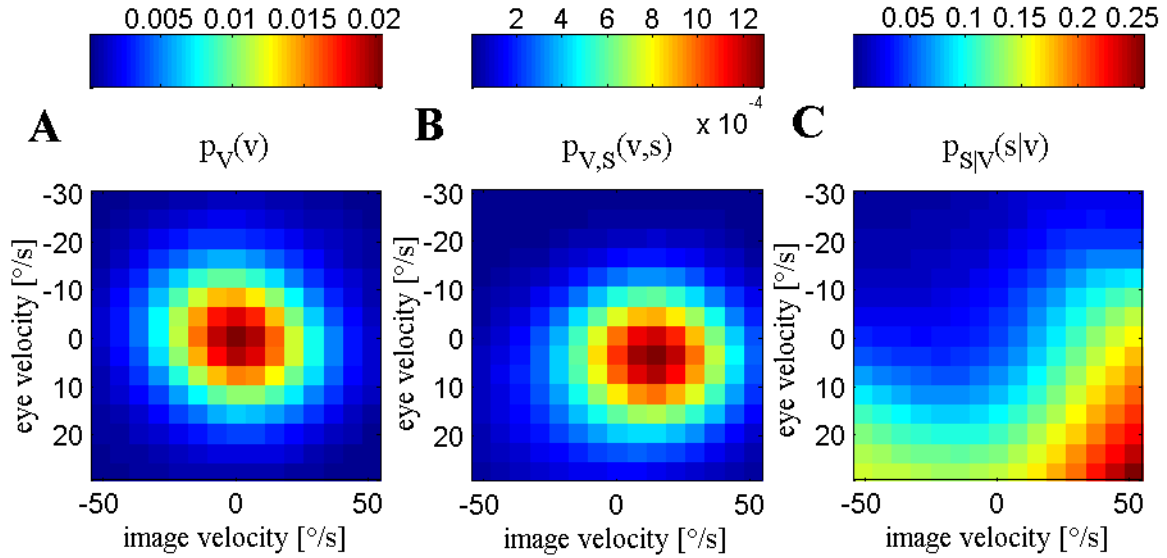 0.005 0.01 0.015 0.02
2 4 6 8 10 12
0.05 0.1 0.15 0.2 0.25
x 10^-4
A
B
C
p_V(v)
p_V,S(v,s)
p_S|V(s|v)
-30
-20
-10
0
10
20
eye velocity [°/s]
-50 0 50
image velocity [°/s]
-30
-20
-10
0
10
20
eye velocity [°/s]
-50 0 50
image velocity [°/s]
-30
-20
-10
0
10
20
eye velocity [°/s]
-50 0 50
image velocity [°/s]